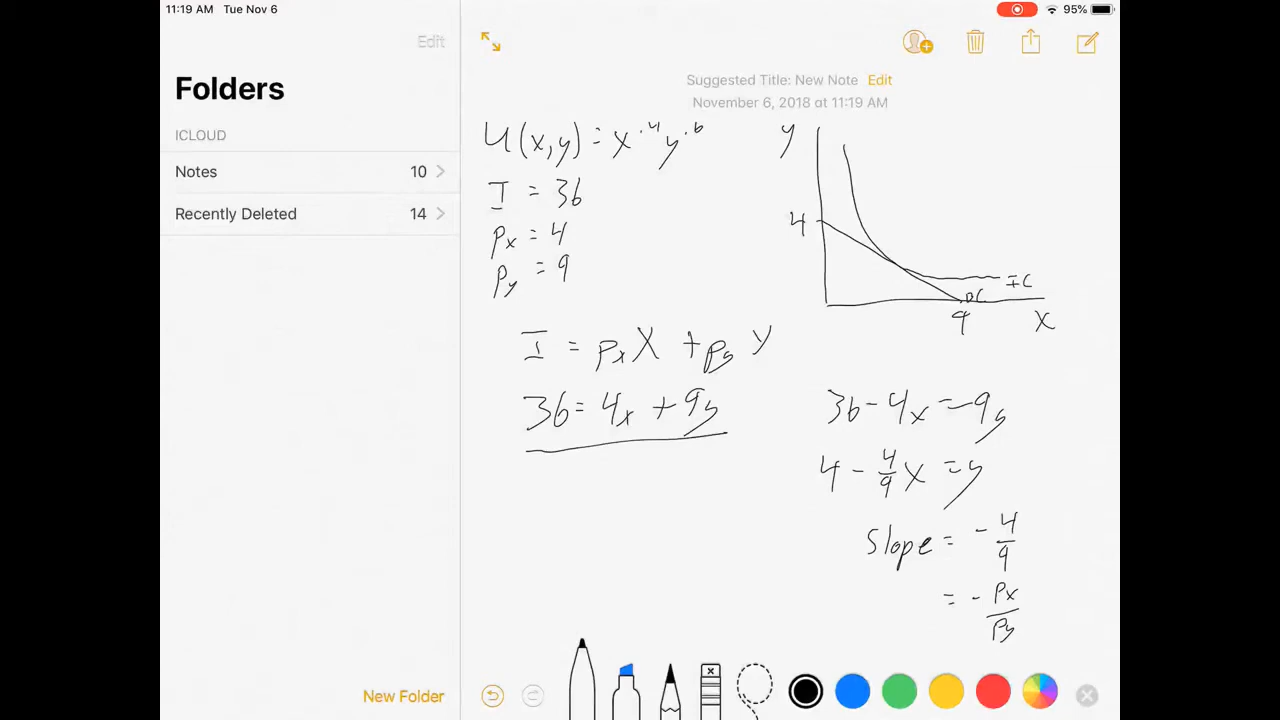 11:19 AM Tue Nov 6
95%
Edit
Folders
ICLOUD
Notes 10
Recently Deleted 14
New Folder
Suggested Title: New Note Edit
November 6, 2018 at 11:19 AM
U(x,y) = x^.4 y^.6
I = 36
px = 4
py = 9
I = pxX + pyy
36 = 4x + 9y
y
4
IC
BC
9
x
36 - 4x = 9y
4 - 4/9 x = y
Slope = - 4/9
= - Px/Py